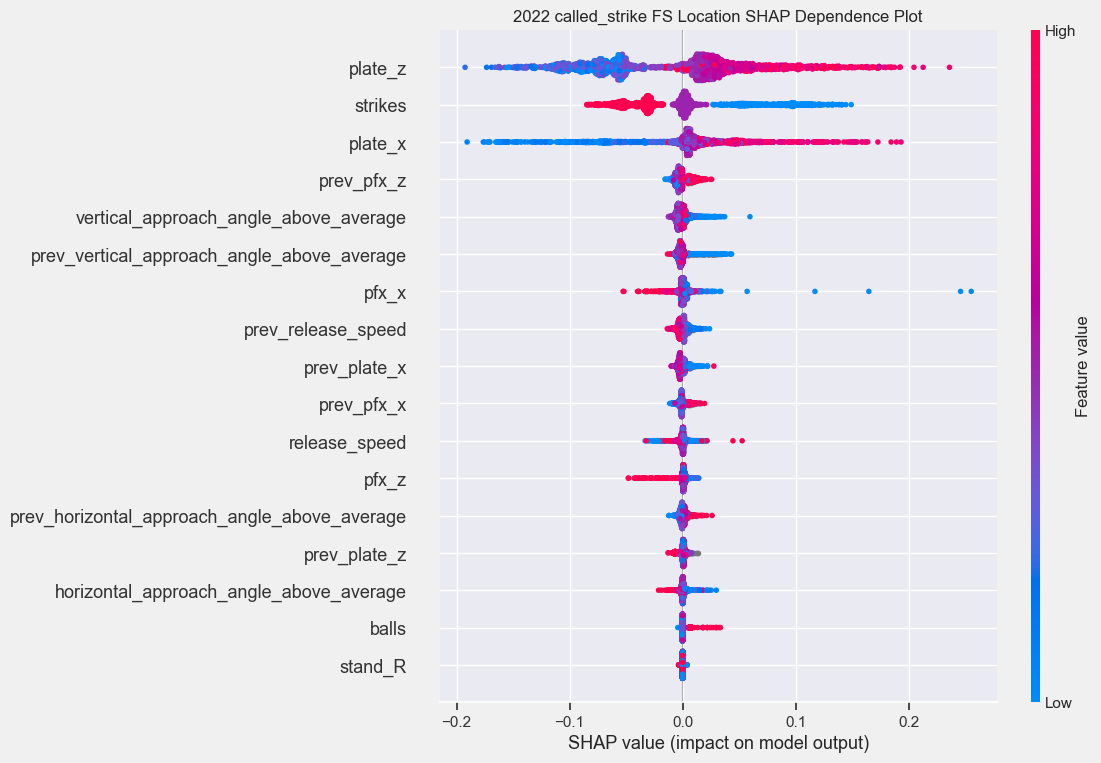 2022 called_strike FS Location SHAP Dependence Plot
High
plate_z
strikes
plate_x
prev_pfx_z
vertical_approach_angle_above_average
prev_vertical_approach_angle_above_average
pfx_x
prev_release_speed
prev_plate_x
prev_pfx_x
release_speed
pfx_z
prev_horizontal_approach_angle_above_average
prev_plate_z
horizontal_approach_angle_above_average
balls
stand_R
Feature value
Low
−0.2 −0.1 0.0 0.1 0.2
SHAP value (impact on model output)